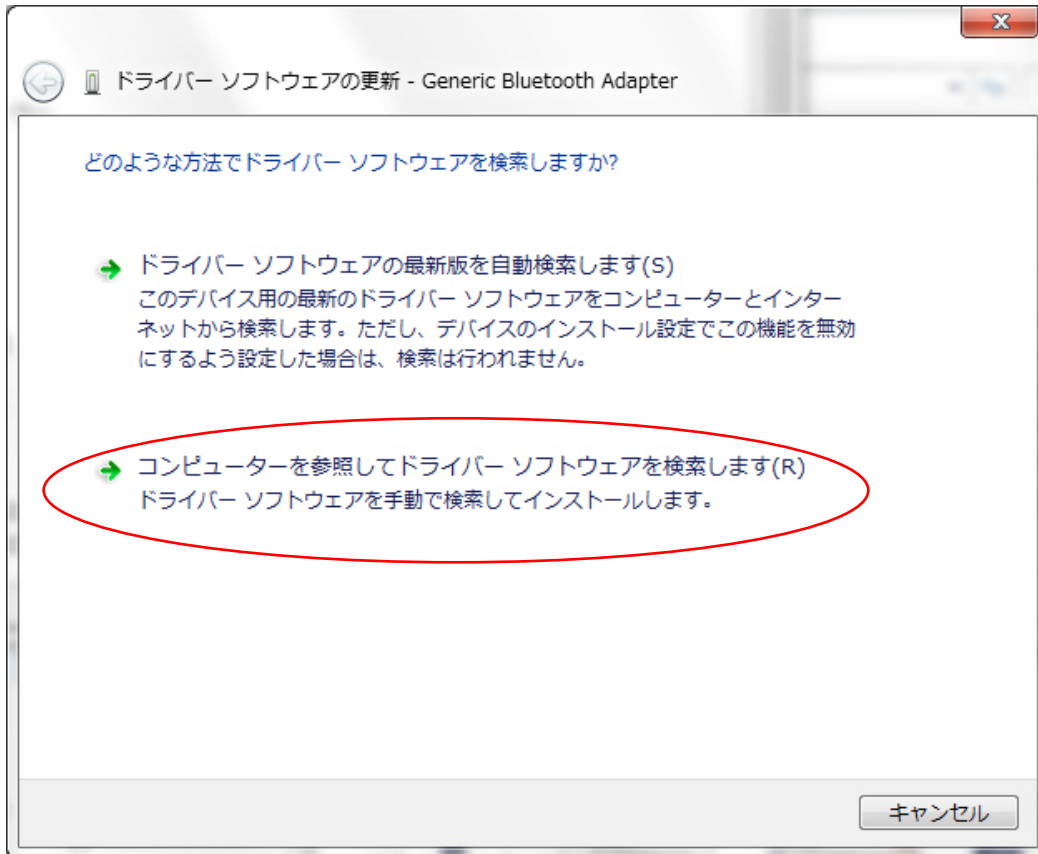 ドライバー ソフトウェアの更新 - Generic Bluetooth Adapter
どのような方法でドライバー ソフトウェアを検索しますか?
ドライバー ソフトウェアの最新版を自動検索します(S)
このデバイス用の最新のドライバー ソフトウェアをコンピューターとインター
ネットから検索します。ただし、デバイスのインストール設定でこの機能を無効
にするよう設定した場合は、検索は行われません。
コンピューターを参照してドライバー ソフトウェアを検索します(R)
ドライバー ソフトウェアを手動で検索してインストールします。
キャンセル